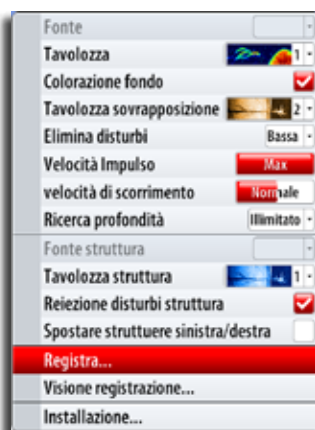 Fonte
Tavolozza 1
Colorazione fondo
Tavolozza sovrapposizione 2
Elimina disturbi Bassa
Velocità Impulso Max
velocità di scorrimento Normale
Ricerca profondità Illimitato
Fonte struttura
Tavolozza struttura 1
Reiezione disturbi struttura
Spostare struttuere sinistra/destra
Registra...
Visione registrazione...
Installazione...